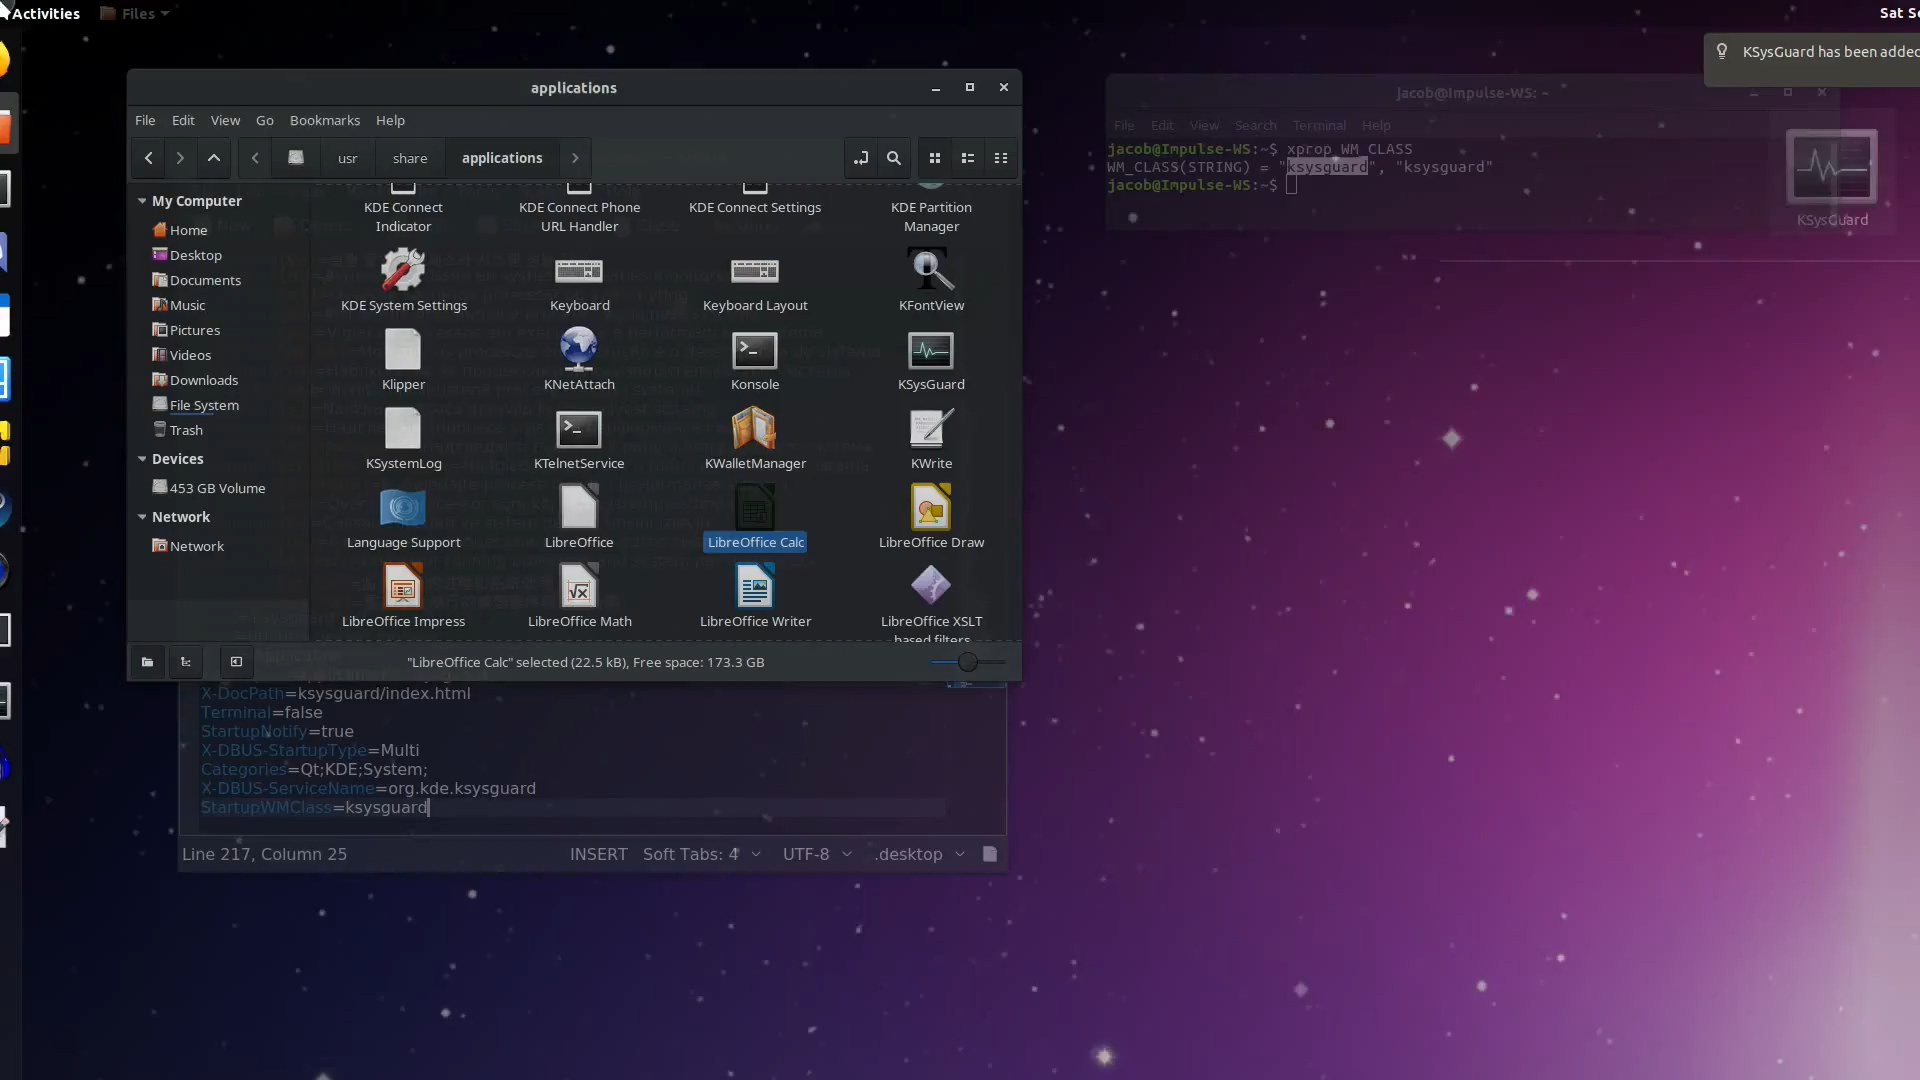 Activities
Files
Sat Se
KSysGuard has been added
applications
File Edit View Go Bookmarks Help
usr share applications
My Computer
Home
Desktop
Documents
Music
Pictures
Videos
Downloads
File System
Trash
Devices
453 GB Volume
Network
Network
KDE Connect Indicator
KDE Connect Phone URL Handler
KDE Connect Settings
KDE Partition Manager
KDE System Settings
Keyboard
Keyboard Layout
KFontView
Klipper
KNetAttach
Konsole
KSysGuard
KSystemLog
KTelnetService
KWalletManager
KWrite
Language Support
LibreOffice
LibreOffice Calc
LibreOffice Draw
LibreOffice Impress
LibreOffice Math
LibreOffice Writer
LibreOffice XSLT based filters
"LibreOffice Calc" selected (22.5 kB), Free space: 173.3 GB
X-DocPath=ksysguard/index.html
Terminal=false
StartupNotify=true
X-DBUS-StartupType=Multi
Categories=Qt;KDE;System;
X-DBUS-ServiceName=org.kde.ksysguard
StartupWMClass=ksysguard
Line 217, Column 25
INSERT Soft Tabs: 4 UTF-8 .desktop
jacob@Impulse-WS: ~
File Edit View Search Terminal Help
jacob@Impulse-WS:~$ xprop WM_CLASS
WM_CLASS(STRING) = "ksysguard", "ksysguard"
jacob@Impulse-WS:~$
KSysGuard